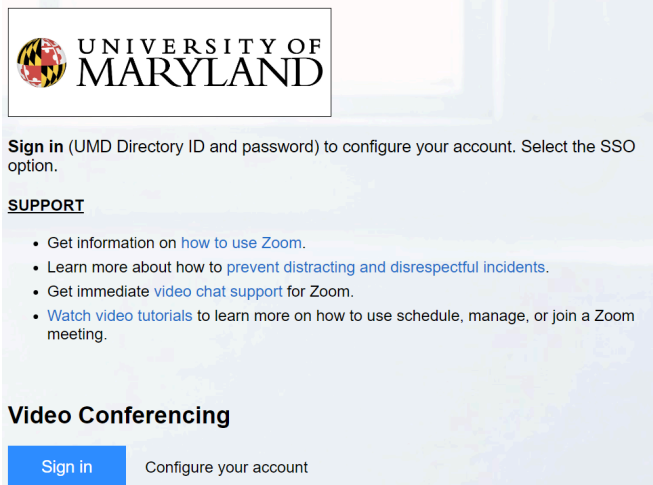 UNIVERSITY OF
MARYLAND
Sign in (UMD Directory ID and password) to configure your account. Select the SSO
option.
SUPPORT
• Get information on how to use Zoom.
• Learn more about how to prevent distracting and disrespectful incidents.
• Get immediate video chat support for Zoom.
• Watch video tutorials to learn more on how to use schedule, manage, or join a Zoom
meeting.
Video Conferencing
Sign in Configure your account